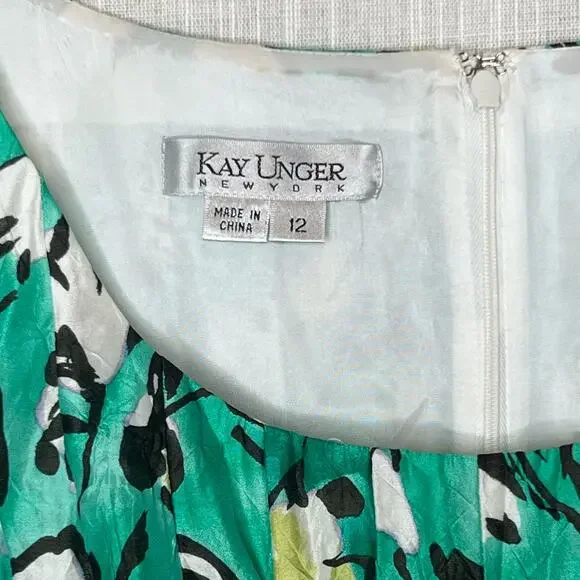 KAY UNGER
NEW YORK
MADE IN
CHINA
12